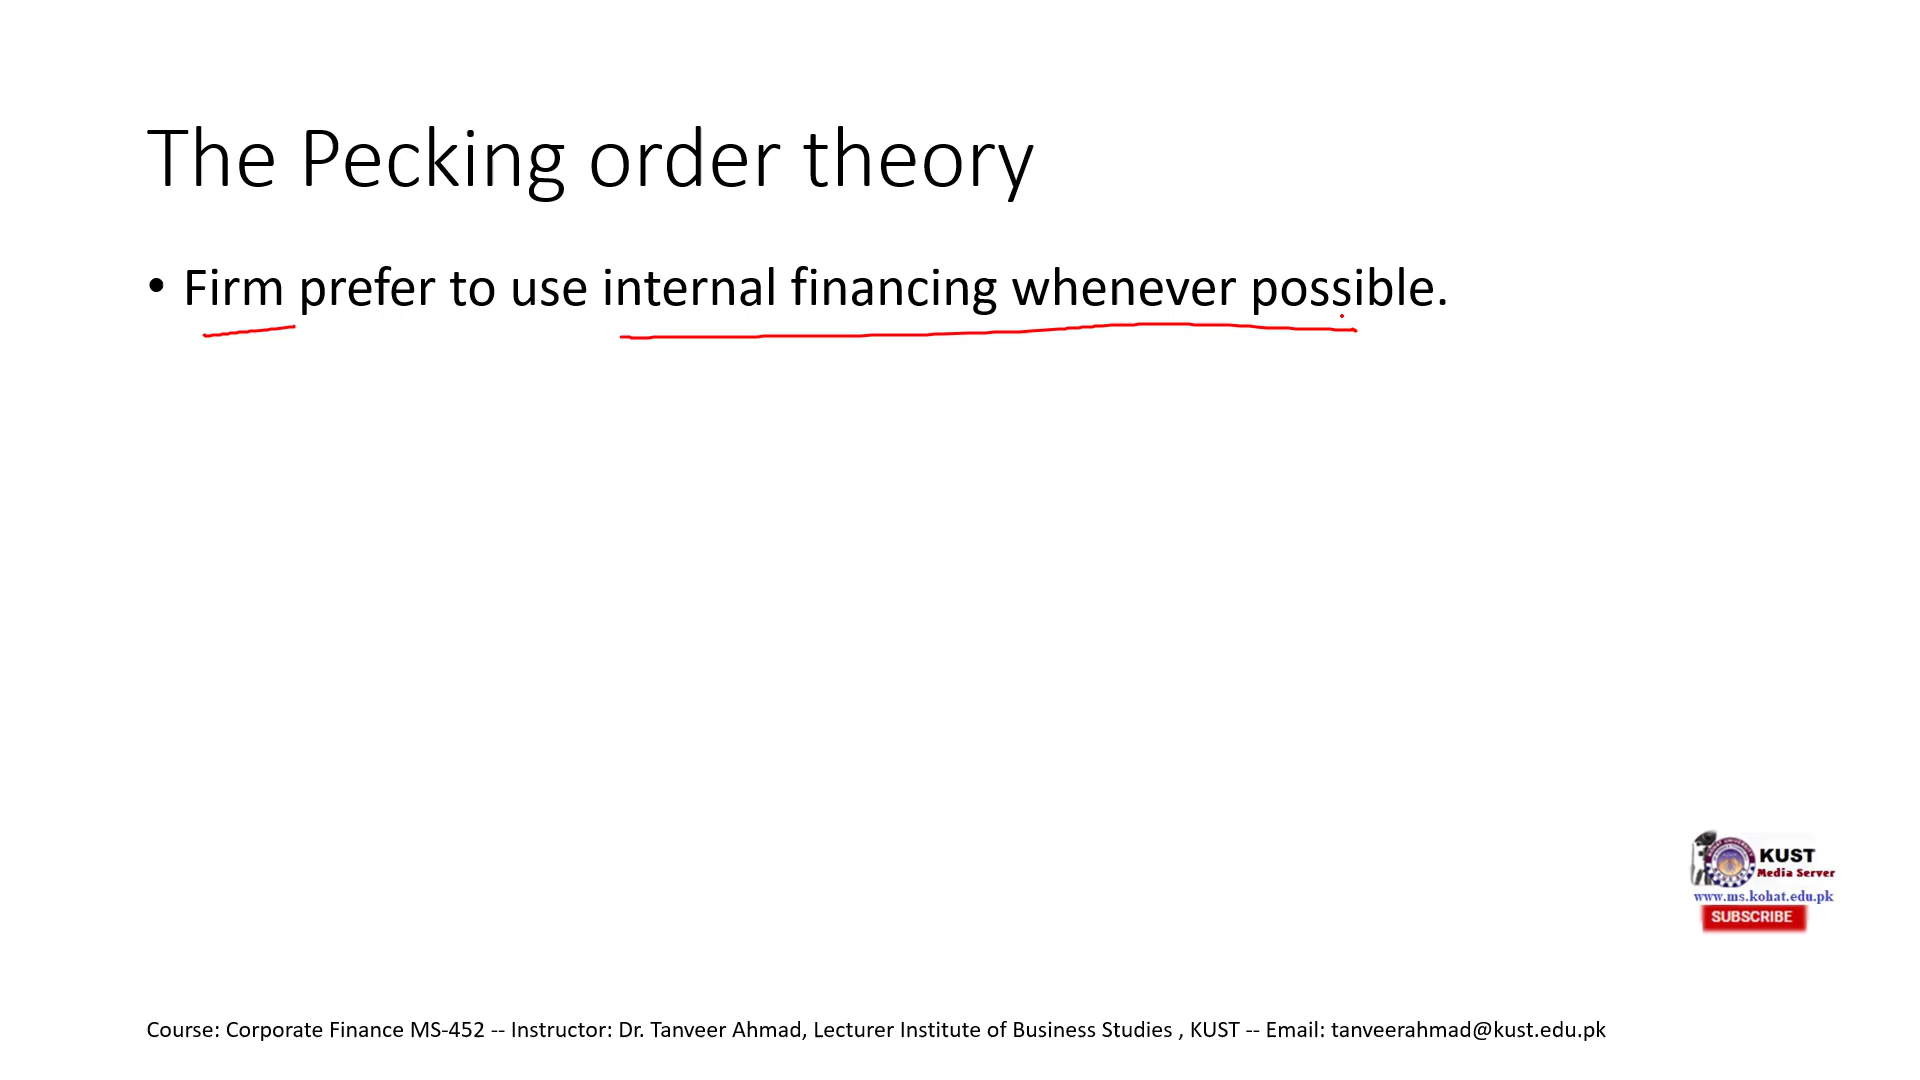 The Pecking order theory
• Firm prefer to use internal financing whenever possible.
KUST
Media Server
www.ms.kohat.edu.pk
SUBSCRIBE
Course: Corporate Finance MS-452 -- Instructor: Dr. Tanveer Ahmad, Lecturer Institute of Business Studies , KUST -- Email: tanveerahmad@kust.edu.pk